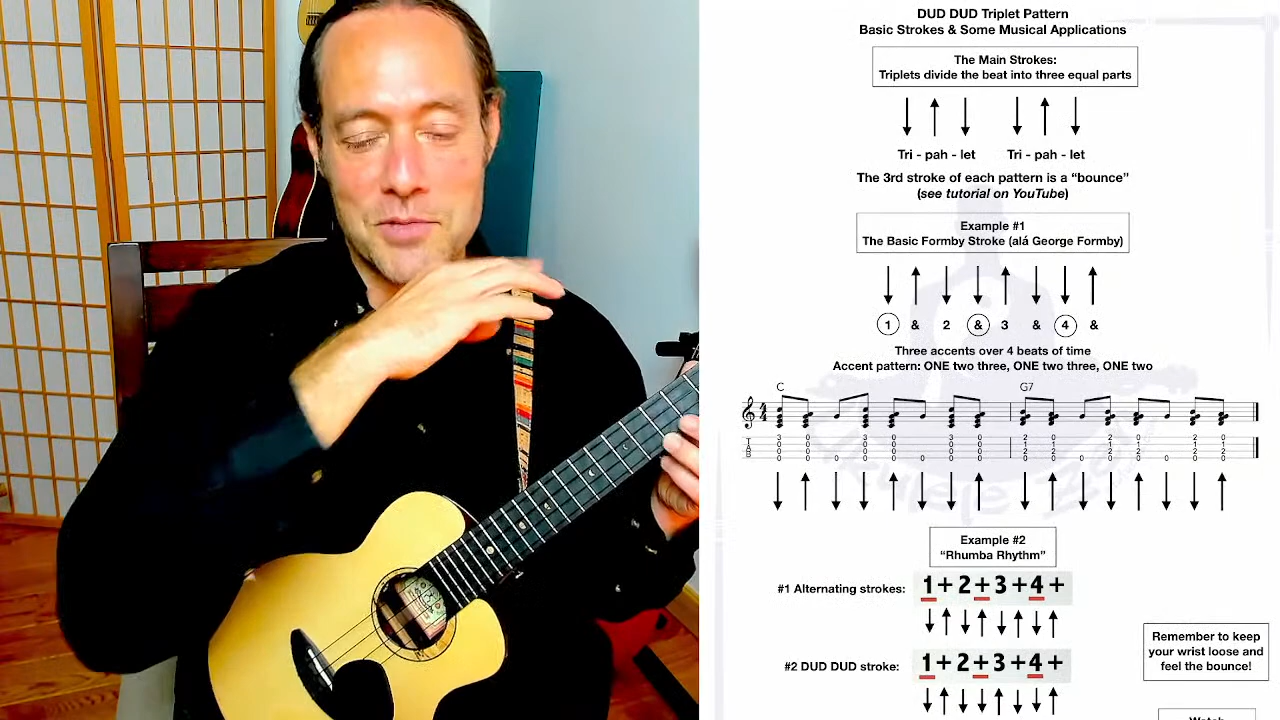 DUD DUD Triplet Pattern
Basic Strokes & Some Musical Applications
The Main Strokes:
Triplets divide the beat into three equal parts
Tri - pah - let Tri - pah - let
The 3rd stroke of each pattern is a “bounce”
(see tutorial on YouTube)
Example #1
The Basic Formby Stroke (alá George Formby)
1 & 2 & 3 & 4 &
Three accents over 4 beats of time
Accent pattern: ONE two three, ONE two three, ONE two
C G7
Example #2
“Rhumba Rhythm”
#1 Alternating strokes: 1 + 2 + 3 + 4 +
Remember to keep
your wrist loose and
feel the bounce!
#2 DUD DUD stroke: 1 + 2 + 3 + 4 +
Watch